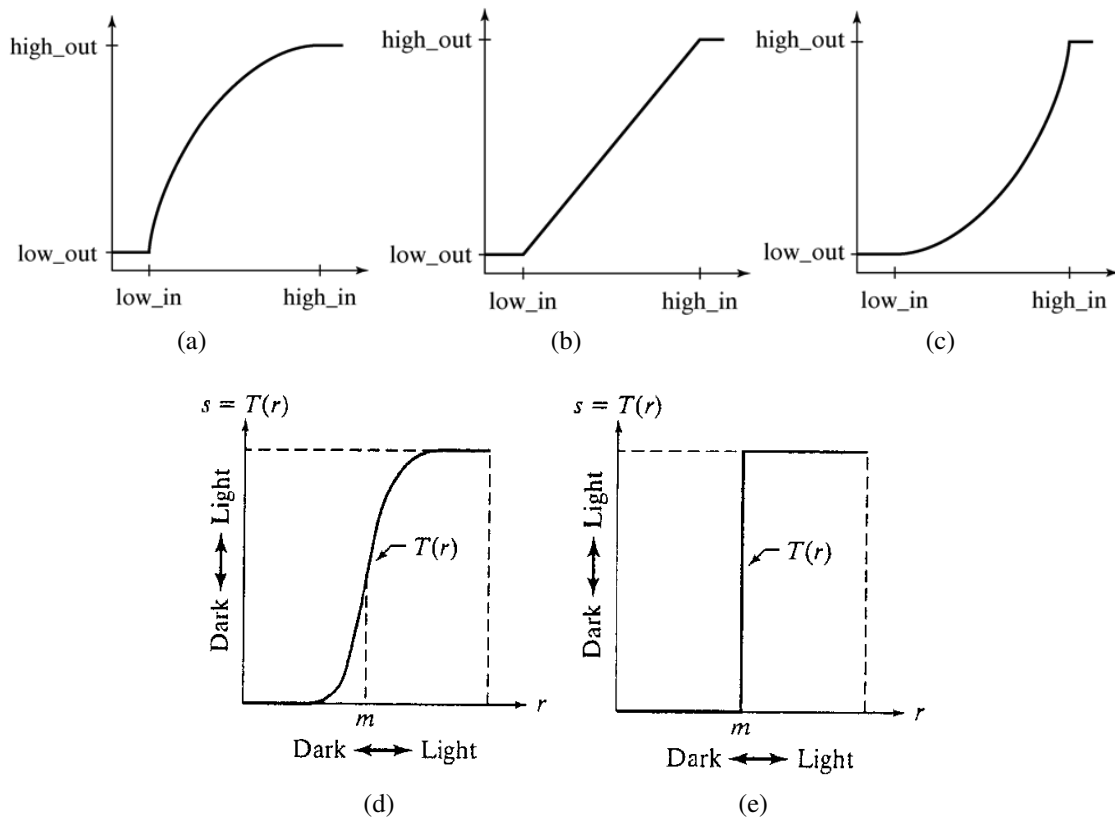 high_out
low_out
low_in
high_in
(a)
high_out
low_out
low_in
high_in
(b)
high_out
low_out
low_in
high_in
(c)
s = T(r)
Dark Light
T(r)
m
r
Dark Light
(d)
s = T(r)
Dark Light
T(r)
m
r
Dark Light
(e)